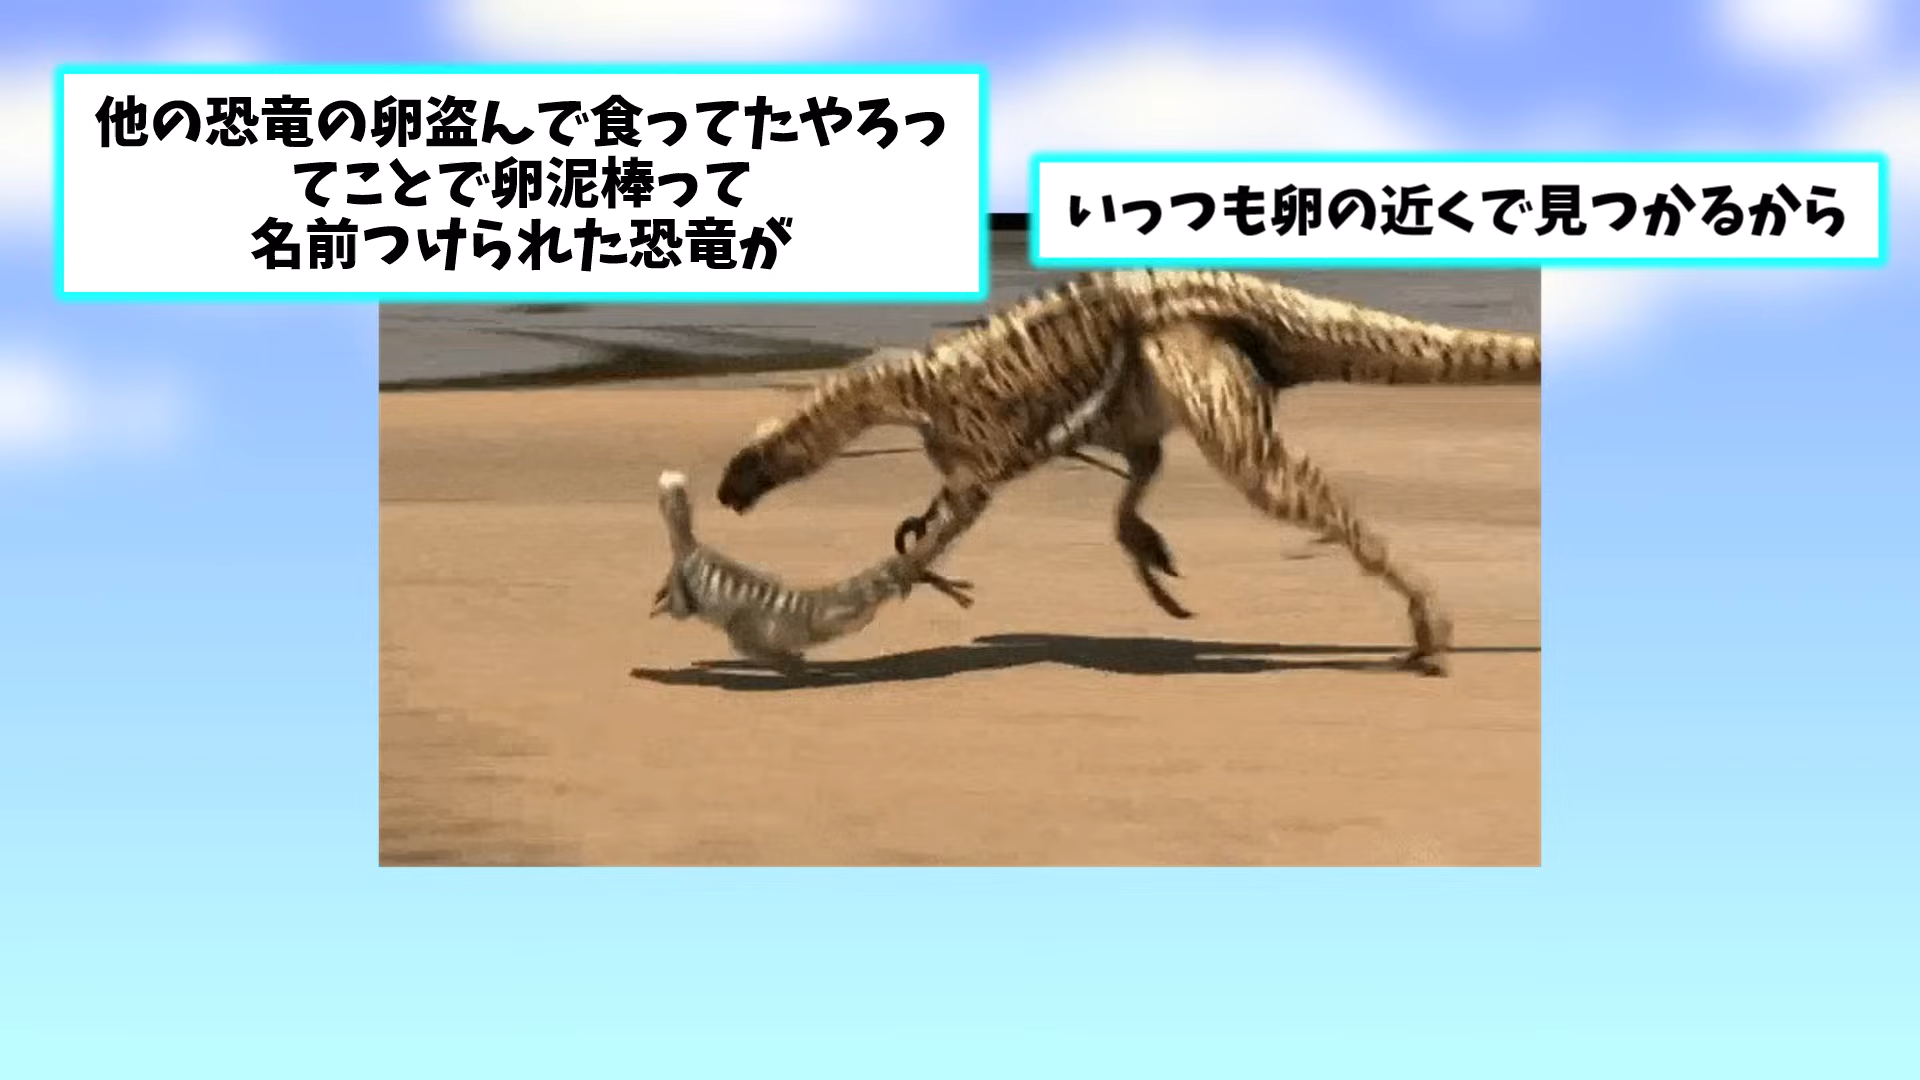 他の恐竜の卵盗んで食ってたやろっ
てことで卵泥棒って
名前つけられた恐竜が
いっつも卵の近くで見つかるから